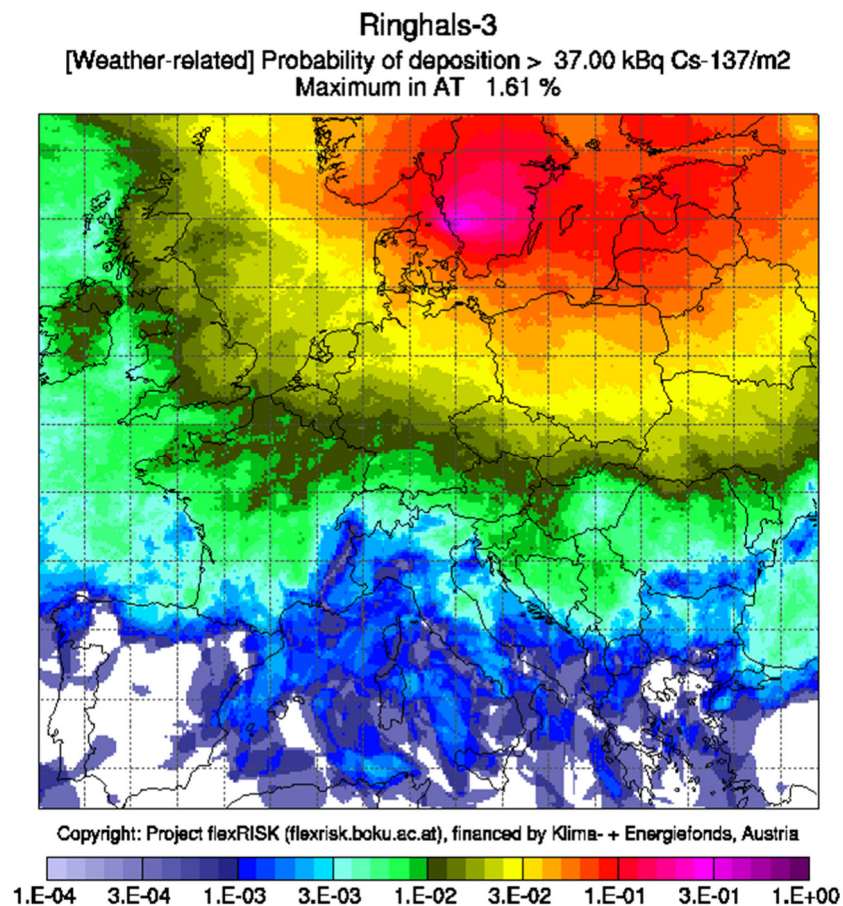 Ringhals-3
[Weather-related] Probability of deposition > 37.00 kBq Cs-137/m2
Maximum in AT 1.61 %
Copyright: Project flexRISK (flexrisk.boku.ac.at), financed by Klima- + Energiefonds, Austria
1.E-04 3.E-04 1.E-03 3.E-03 1.E-02 3.E-02 1.E-01 3.E-01 1.E+00